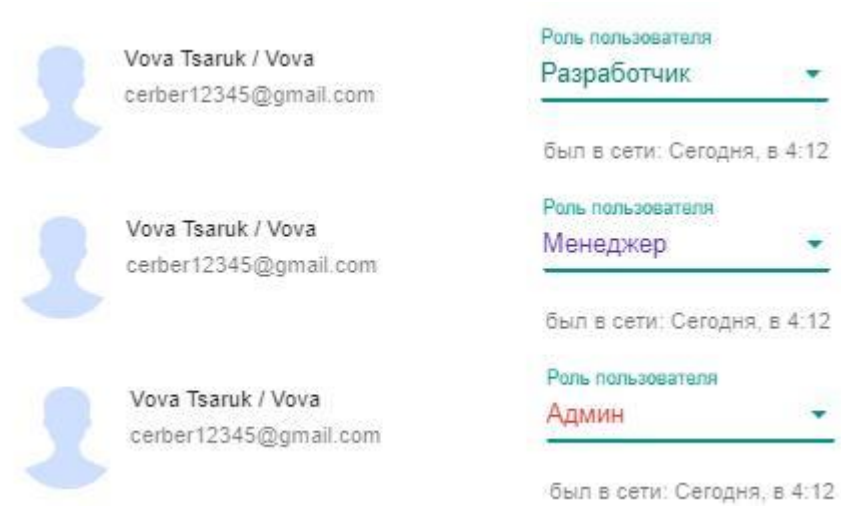 Vova Tsaruk / Vova
cerber12345@gmail.com
Роль пользователя
Разработчик
был в сети: Сегодня, в 4:12
Vova Tsaruk / Vova
cerber12345@gmail.com
Роль пользователя
Менеджер
был в сети: Сегодня, в 4:12
Vova Tsaruk / Vova
cerber12345@gmail.com
Роль пользователя
Админ
был в сети: Сегодня, в 4:12